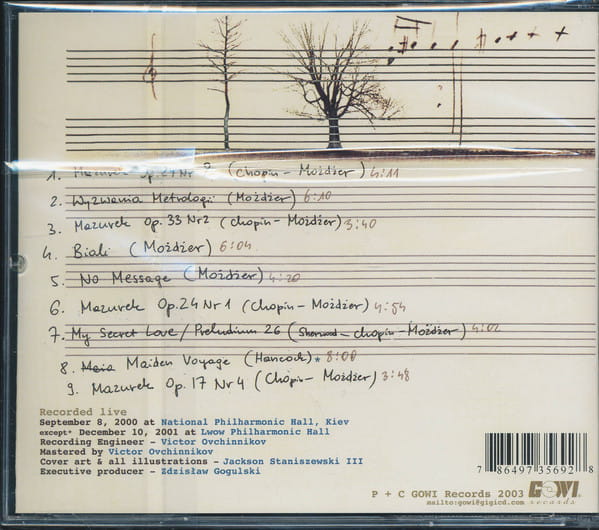 1. Mazurek Op.24 Nr 2 (Chopin - Możdżer) 4:11
2. Wyzwania Metrologii (Możdżer) 6:10
3. Mazurek Op. 33 Nr2 (Chopin - Możdżer) 3:40
4. Biali (Możdżer) 6:04
5. No Message (Możdżer) 4:20
6. Mazurek Op.24 Nr 1 (Chopin - Możdżer) 4:54
7. My Secret Love / Preludium 26 (Sherwood - Chopin - Możdżer) 4:02
8. Maiden Voyage (Hancock)* 8:00
9. Mazurek Op. 17 Nr 4 (Chopin - Możdżer) 3:48
Recorded live
September 8, 2000 at National Philharmonic Hall, Kiev
except* December 10, 2001 at Lwow Philharmonic Hall
Recording Engineer - Victor Ovchinnikov
Mastered by Victor Ovchinnikov
Cover art & all illustrations - Jackson Staniszewski III
Executive producer - Zdzisław Gogulski
7 86497 35692 8
P + C GOWI Records 2003 GOWI records
mailto:gowi@gigicd.com